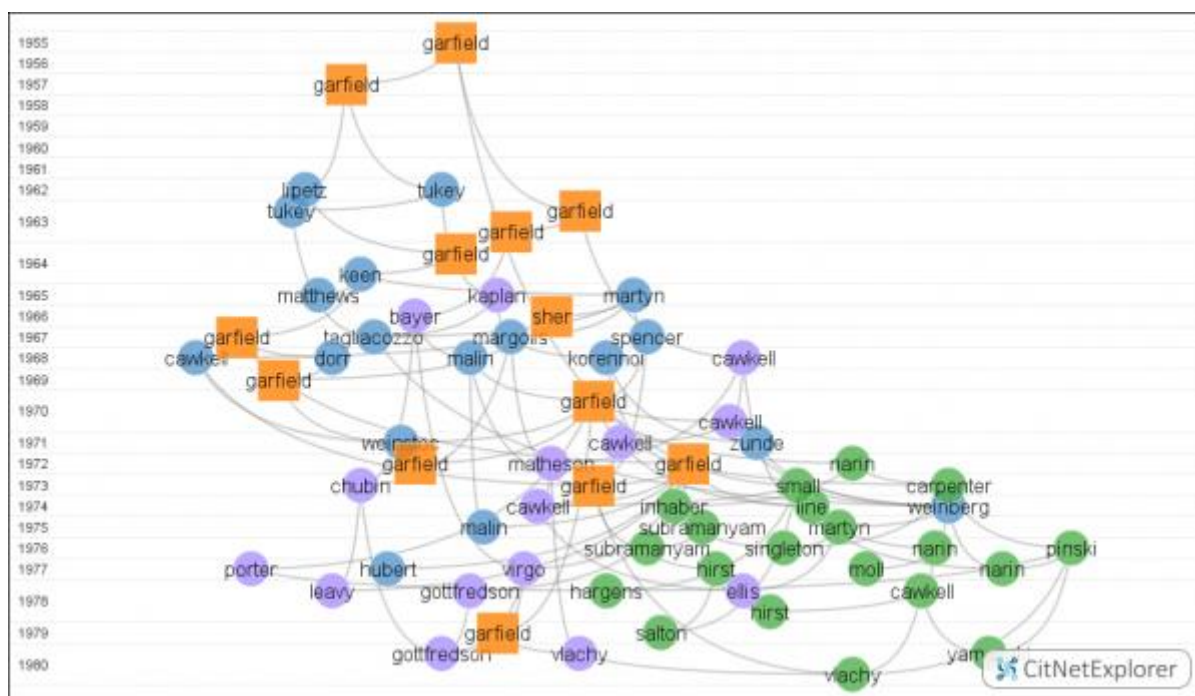 1955 garfield
1956
1957 garfield
1958
1959
1960
1961
1962 lipetz tukey
tukey garfield
1963 garfield
garfield
1964 keen
1965 matthews kaplan martyn
1966 bayer sher
1967 garfield tagliacozzo margolis spencer
1968 cawkell dorr malin korennoi cawkell
1969 garfield
garfield
1970 cawkell
1971 weinstoc cawkell zunde
1972 garfield matheson garfield narin
1973 chubin garfield small carpenter
1974 cawkell inhaber line weinberg
1975 malin subramanyam martyn
1976 subramanyam singleton narin pinski
1977 porter hubert virgo hirst moll narin
leavy gottfredson hargens ellis cawkell
1978 hirst
1979 garfield salton
1980 gottfredson vlachy yam
vlachy
CitNetExplorer